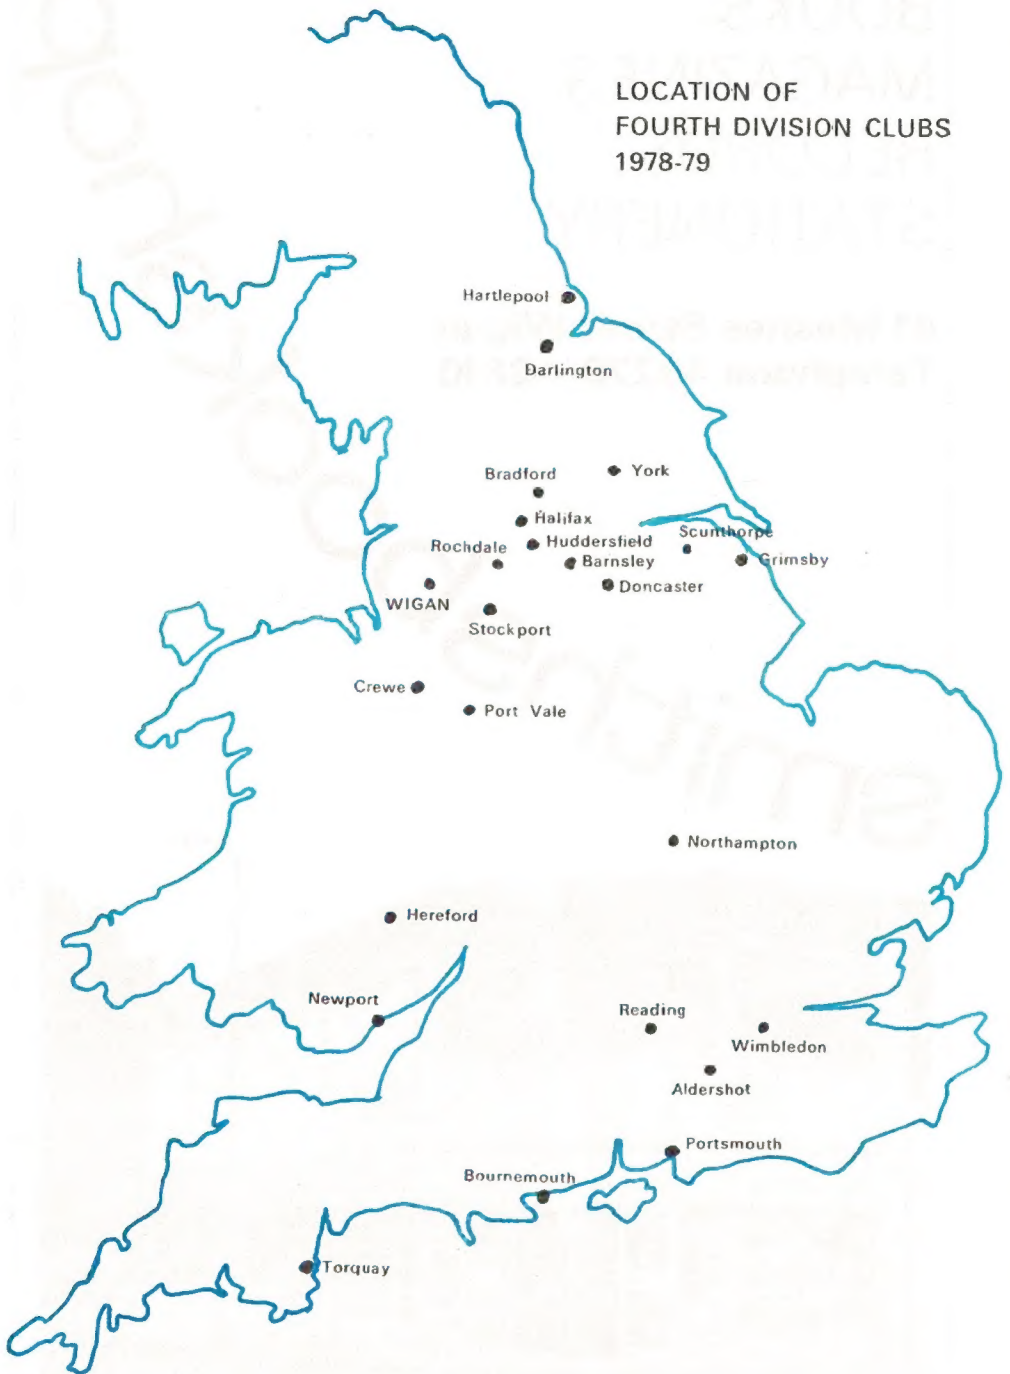 LOCATION OF
FOURTH DIVISION CLUBS
1978-79
Hartlepool
Darlington
York
Bradford
Halifax
Scunthorpe
Huddersfield
Rochdale
Barnsley
Grimsby
Doncaster
WIGAN
Stockport
Crewe
Port Vale
Northampton
Hereford
Newport
Reading
Wimbledon
Aldershot
Portsmouth
Bournemouth
Torquay